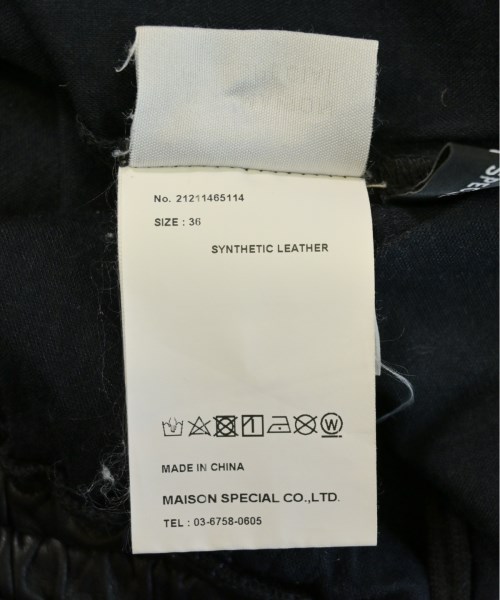 No. 21211465114
SIZE : 36
SYNTHETIC LEATHER
MADE IN CHINA
MAISON SPECIAL CO.,LTD.
TEL : 03-6758-0605